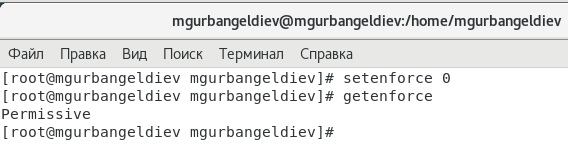 mgurbangeldiev@mgurbangeldiev:/home/mgurbangeldiev
Файл Правка Вид Поиск Терминал Справка
[root@mgurbangeldiev mgurbangeldiev]# setenforce 0
[root@mgurbangeldiev mgurbangeldiev]# getenforce
Permissive
[root@mgurbangeldiev mgurbangeldiev]#